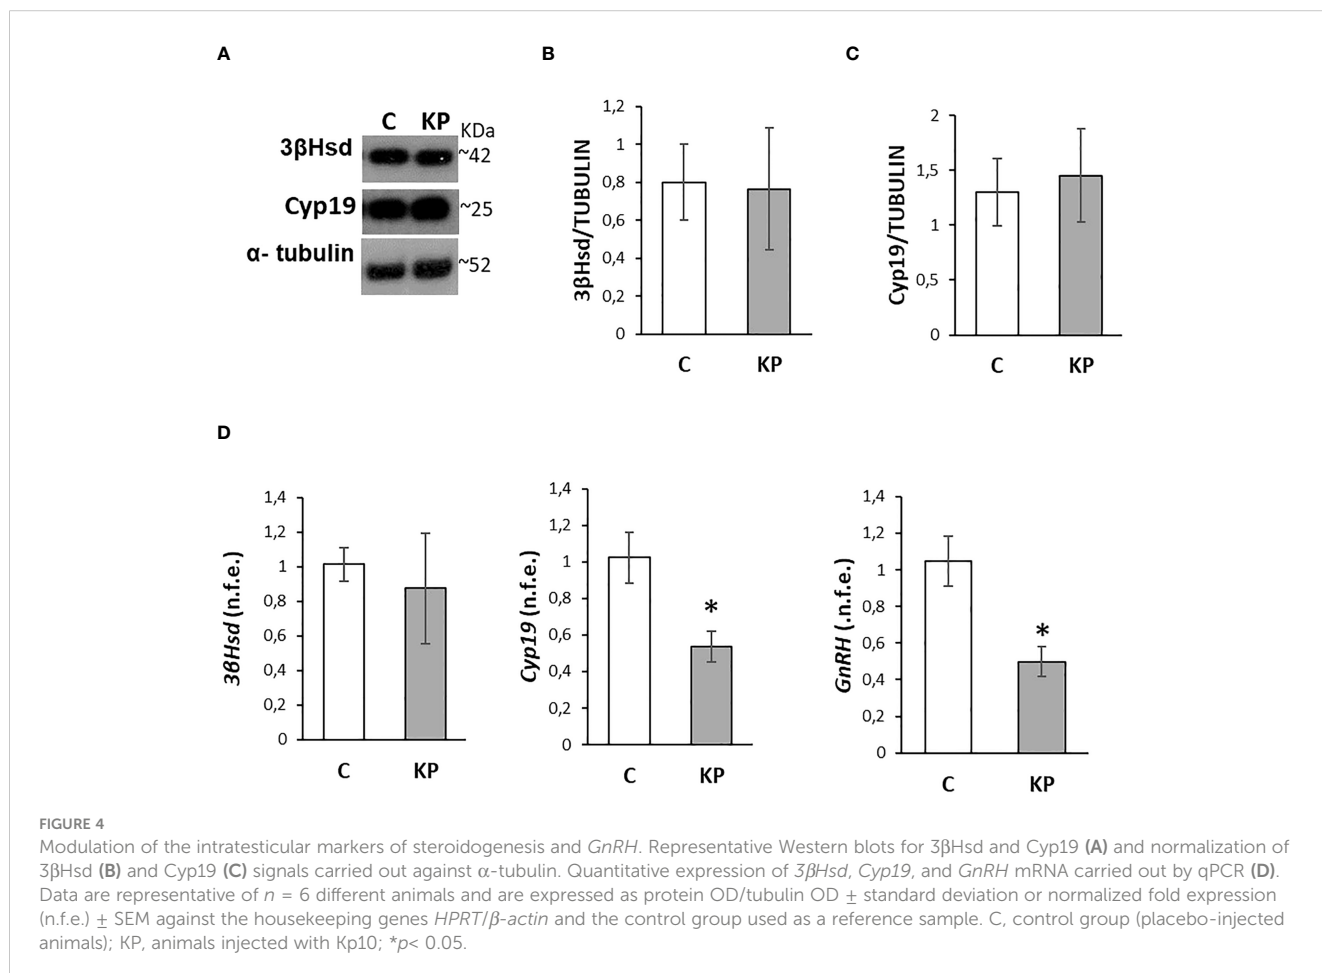 A
B
C
C KP
KDa
3βHsd
~42
Cyp19
~25
α- tubulin
~52
3βHsd/TUBULIN
1,2
1
0,8
0,6
0,4
0,2
0
C
KP
Cyp19/TUBULIN
2
1,5
1
0,5
0
C
KP
D
3βHsd (n.f.e.)
1,4
1,2
1
0,8
0,6
0,4
0,2
0
C
KP
Cyp19 (n.f.e.)
1,4
1,2
1
0,8
0,6
0,4
0,2
0
*
C
KP
GnRH (.n.f.e.)
1,4
1,2
1
0,8
0,6
0,4
0,2
0
*
C
KP
FIGURE 4
Modulation of the intratesticular markers of steroidogenesis and GnRH. Representative Western blots for 3βHsd and Cyp19 (A) and normalization of
3βHsd (B) and Cyp19 (C) signals carried out against α-tubulin. Quantitative expression of 3βHsd, Cyp19, and GnRH mRNA carried out by qPCR (D).
Data are representative of n = 6 different animals and are expressed as protein OD/tubulin OD ± standard deviation or normalized fold expression
(n.f.e.) ± SEM against the housekeeping genes HPRT/β-actin and the control group used as a reference sample. C, control group (placebo-injected
animals); KP, animals injected with Kp10; *p< 0.05.